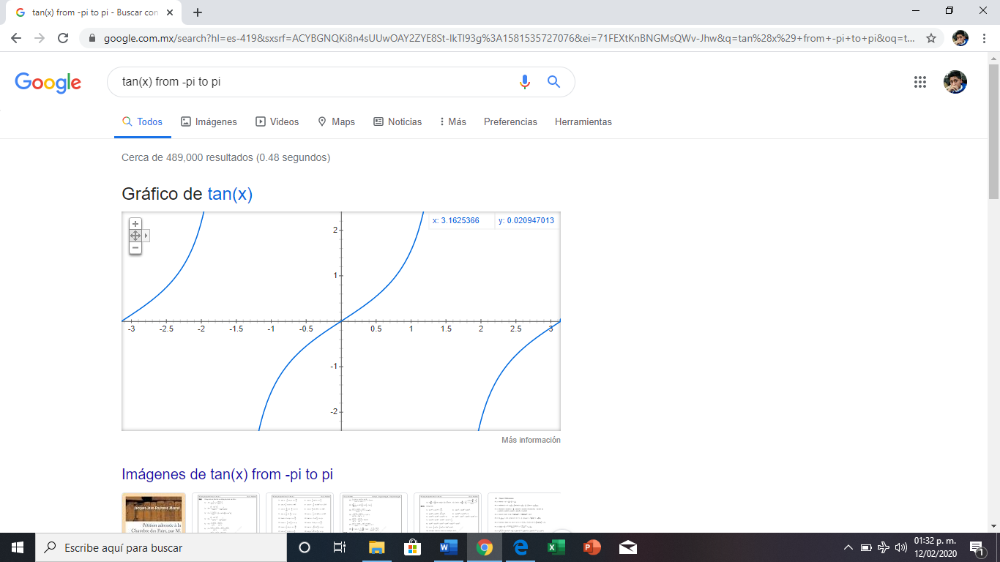 tan(x) from -pi to pi - Buscar con
google.com.mx/search?hl=es-419&sxsrf=ACYBGNQKi8n4sUUwOAY2ZYE8St-IkTI93g%3A1581535727076&ei=71FEXtKnBNGMsQWv-Jhw&q=tan%28x%29+from+-pi+to+pi&oq=t...
Google
tan(x) from -pi to pi
Todos Imágenes Videos Maps Noticias Más Preferencias Herramientas
Cerca de 489,000 resultados (0.48 segundos)
Gráfico de tan(x)
x: 3.1625366 y: 0.020947013
2
1
-3 -2.5 -2 -1.5 -1 -0.5 0.5 1 1.5 2 2.5 3
-1
-2
Más información
Imágenes de tan(x) from -pi to pi
Jacques-Jean-Raymond
Pétition adressée à la
Chambre des Pairs, par M.
Escribe aquí para buscar
01:32 p. m.
12/02/2020
1